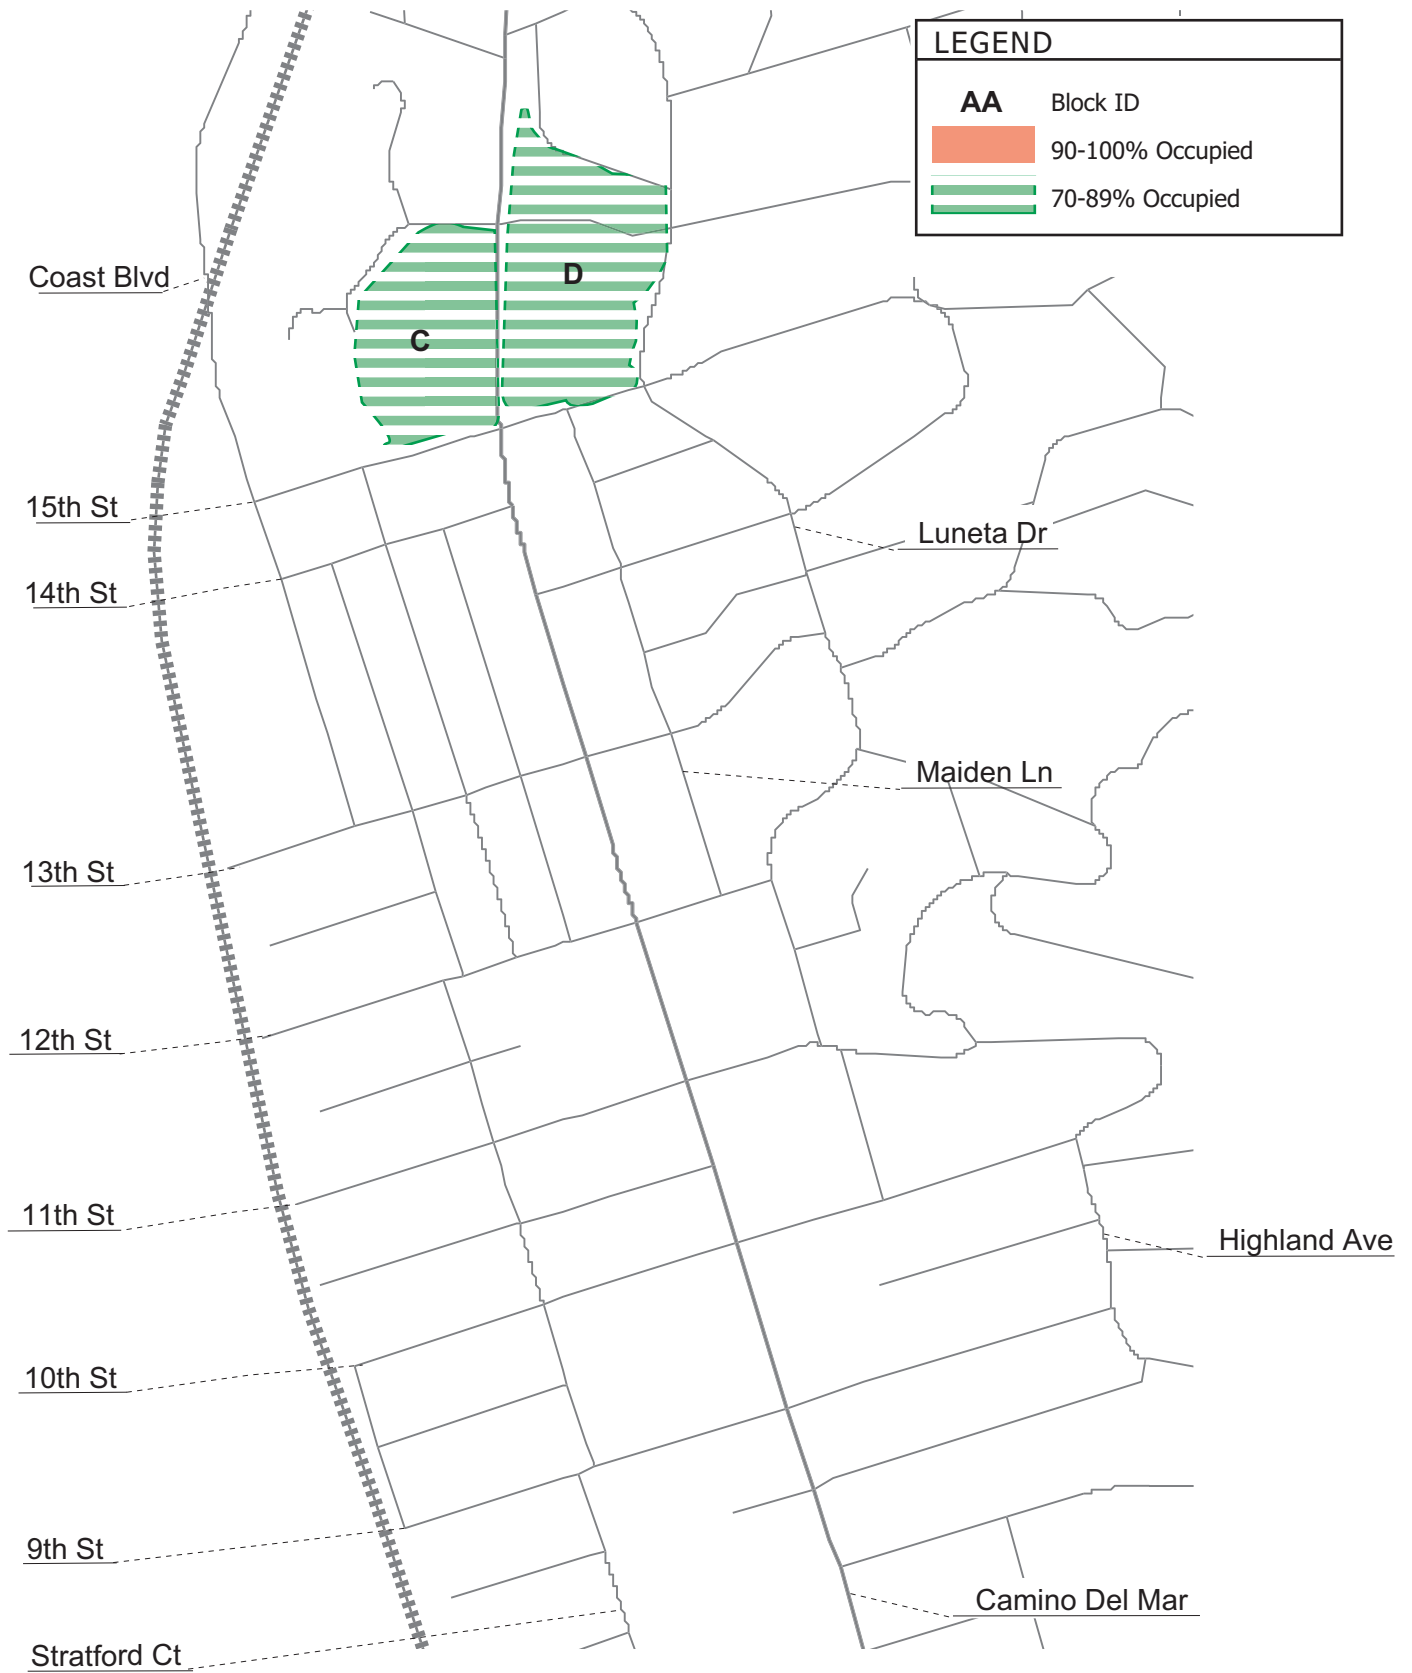 LEGEND
AA Block ID
90-100% Occupied
70-89% Occupied
Coast Blvd
D
C
15th St
Luneta Dr
14th St
Maiden Ln
13th St
12th St
11th St
Highland Ave
10th St
9th St
Camino Del Mar
Stratford Ct